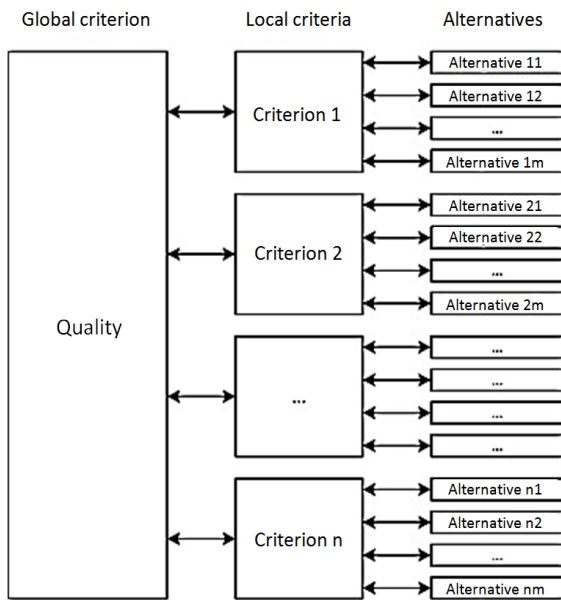 Global criterion
Local criteria
Alternatives
Quality
Criterion 1
Alternative 11
Alternative 12
...
Alternative 1m
Criterion 2
Alternative 21
Alternative 22
...
Alternative 2m
...
...
...
...
...
Criterion n
Alternative n1
Alternative n2
...
Alternative nm